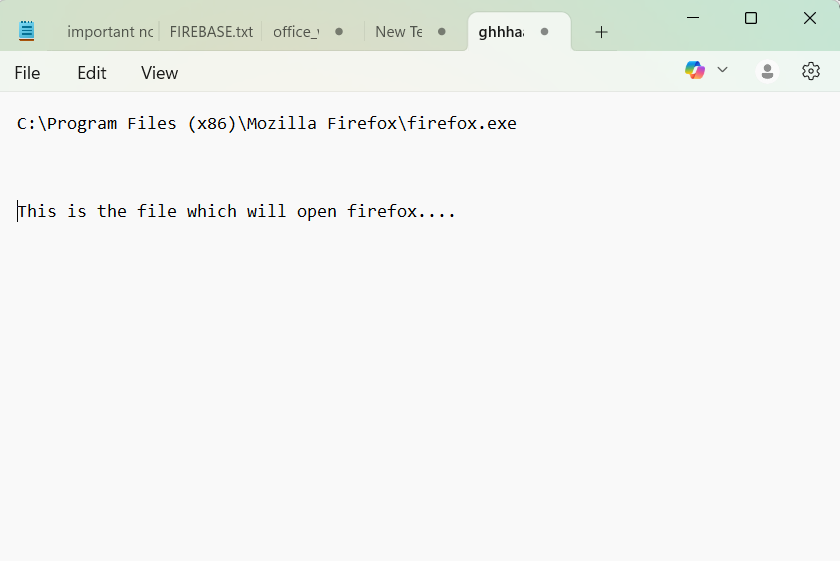 important nc
FIREBASE.txt
office_
New Te
ghhha
File
Edit
View
C:\Program Files (x86)\Mozilla Firefox\firefox.exe
This is the file which will open firefox....